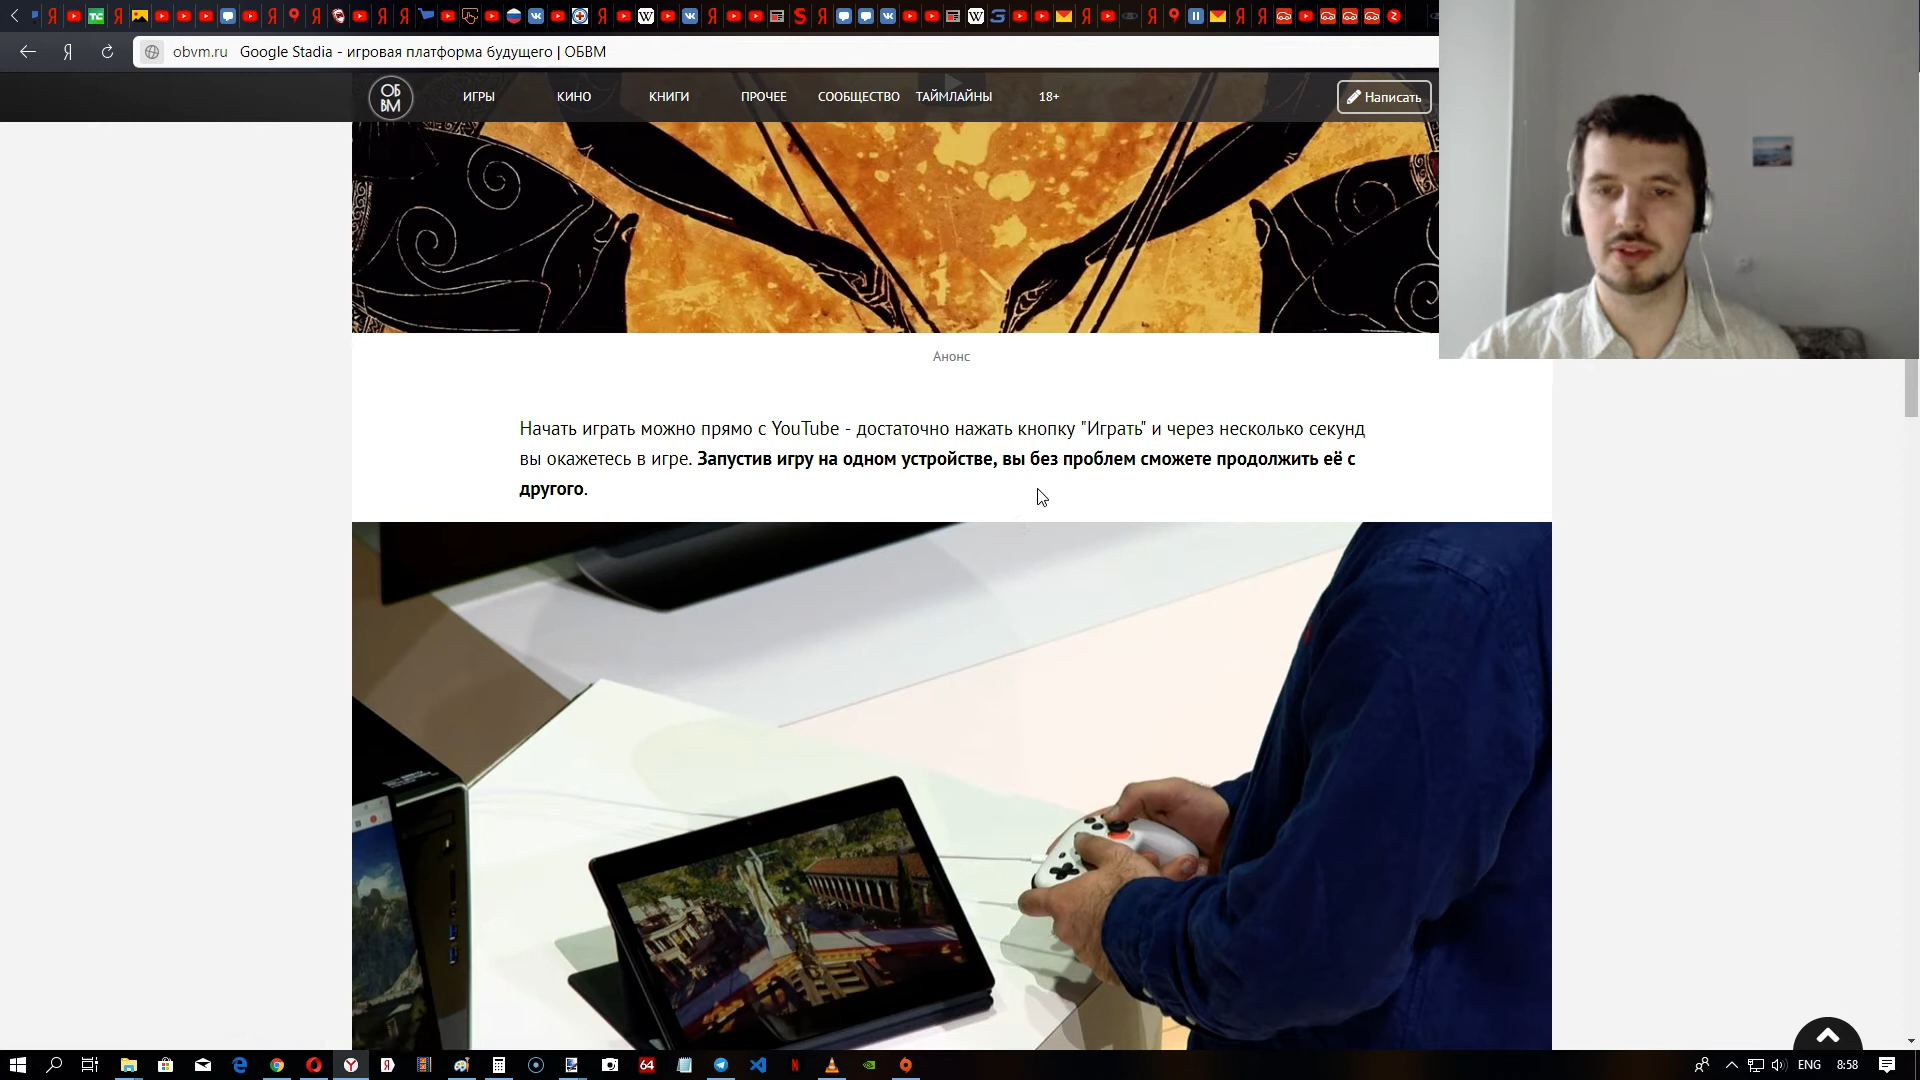 obvm.ru Google Stadia - игровая платформа будущего | ОБВМ
ОБ
ВМ
ИГРЫ КИНО КНИГИ ПРОЧЕЕ СООБЩЕСТВО ТАЙМЛАЙНЫ 18+ Написать
Анонс
Начать играть можно прямо с YouTube - достаточно нажать кнопку "Играть" и через несколько секунд
вы окажетесь в игре. Запустив игру на одном устройстве, вы без проблем сможете продолжить её с
другого.
64
ENG 8:58